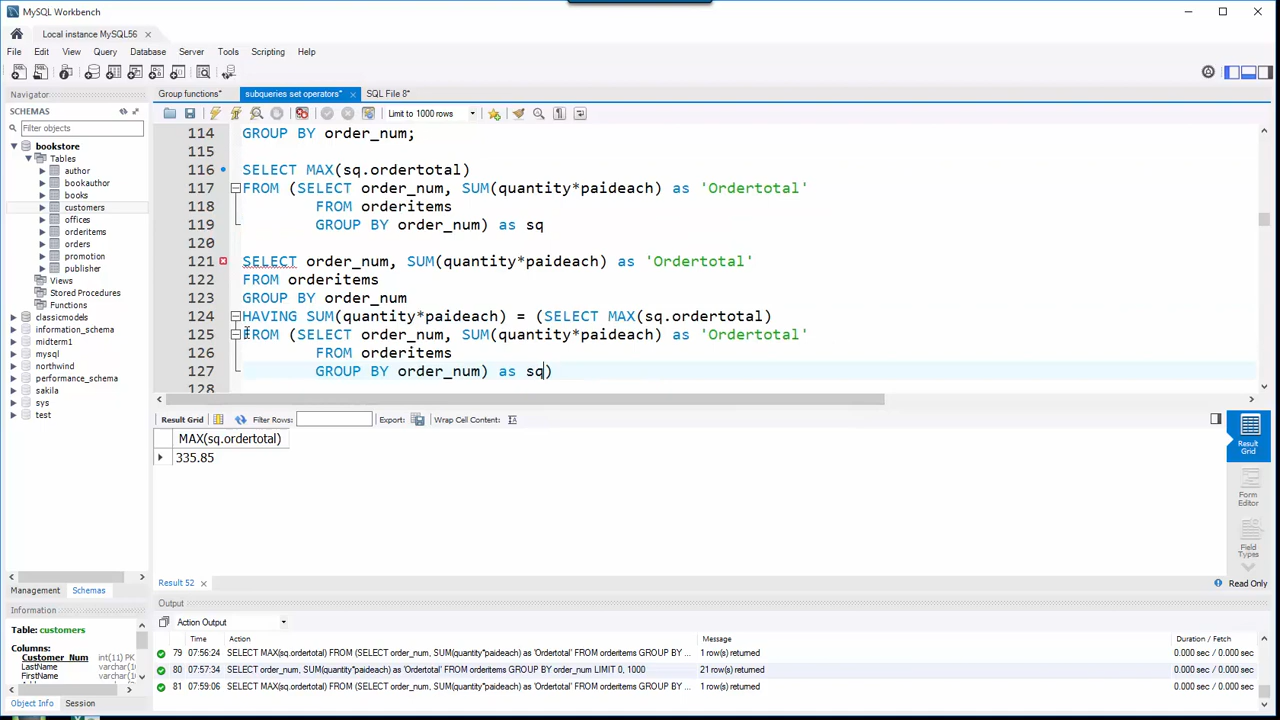 MySQL Workbench
Local instance MySQL56
File Edit View Query Database Server Tools Scripting Help
Navigator
SCHEMAS
Filter objects
bookstore
Tables
author
bookauthor
books
customers
offices
orderitems
orders
promotion
publisher
Views
Stored Procedures
Functions
classicmodels
information_schema
midterm1
mysql
northwind
performance_schema
sakila
sys
test
Management Schemas
Information
Table: customers
Columns:
Customer_Num int(11) PK
LastName varchar(1
FirstName varchar(1
Object Info Session
Group functions* subqueries set operators* SQL File 8*
Limit to 1000 rows
114 GROUP BY order_num;
115
116 SELECT MAX(sq.ordertotal)
117 FROM (SELECT order_num, SUM(quantity*paideach) as 'Ordertotal'
118 FROM orderitems
119 GROUP BY order_num) as sq
120
121 SELECT order_num, SUM(quantity*paideach) as 'Ordertotal'
122 FROM orderitems
123 GROUP BY order_num
124 HAVING SUM(quantity*paideach) = (SELECT MAX(sq.ordertotal)
125 FROM (SELECT order_num, SUM(quantity*paideach) as 'Ordertotal'
126 FROM orderitems
127 GROUP BY order_num) as sq)
128
Result Grid Filter Rows: Export: Wrap Cell Content:
MAX(sq.ordertotal)
335.85
Result Grid
Form Editor
Field Types
Result 52
Read Only
Output
Action Output
Time Action Message Duration / Fetch
79 07:56:24 SELECT MAX(sq.ordertotal) FROM (SELECT order_num, SUM(quantity*paideach) as 'Ordertotal' FROM orderitems GROUP BY ... 1 row(s) returned 0.000 sec / 0.000 sec
80 07:57:34 SELECT order_num, SUM(quantity*paideach) as 'Ordertotal' FROM orderitems GROUP BY order_num LIMIT 0, 1000 21 row(s) returned 0.000 sec / 0.000 sec
81 07:59:06 SELECT MAX(sq.ordertotal) FROM (SELECT order_num, SUM(quantity*paideach) as 'Ordertotal' FROM orderitems GROUP BY ... 1 row(s) returned 0.000 sec / 0.000 sec